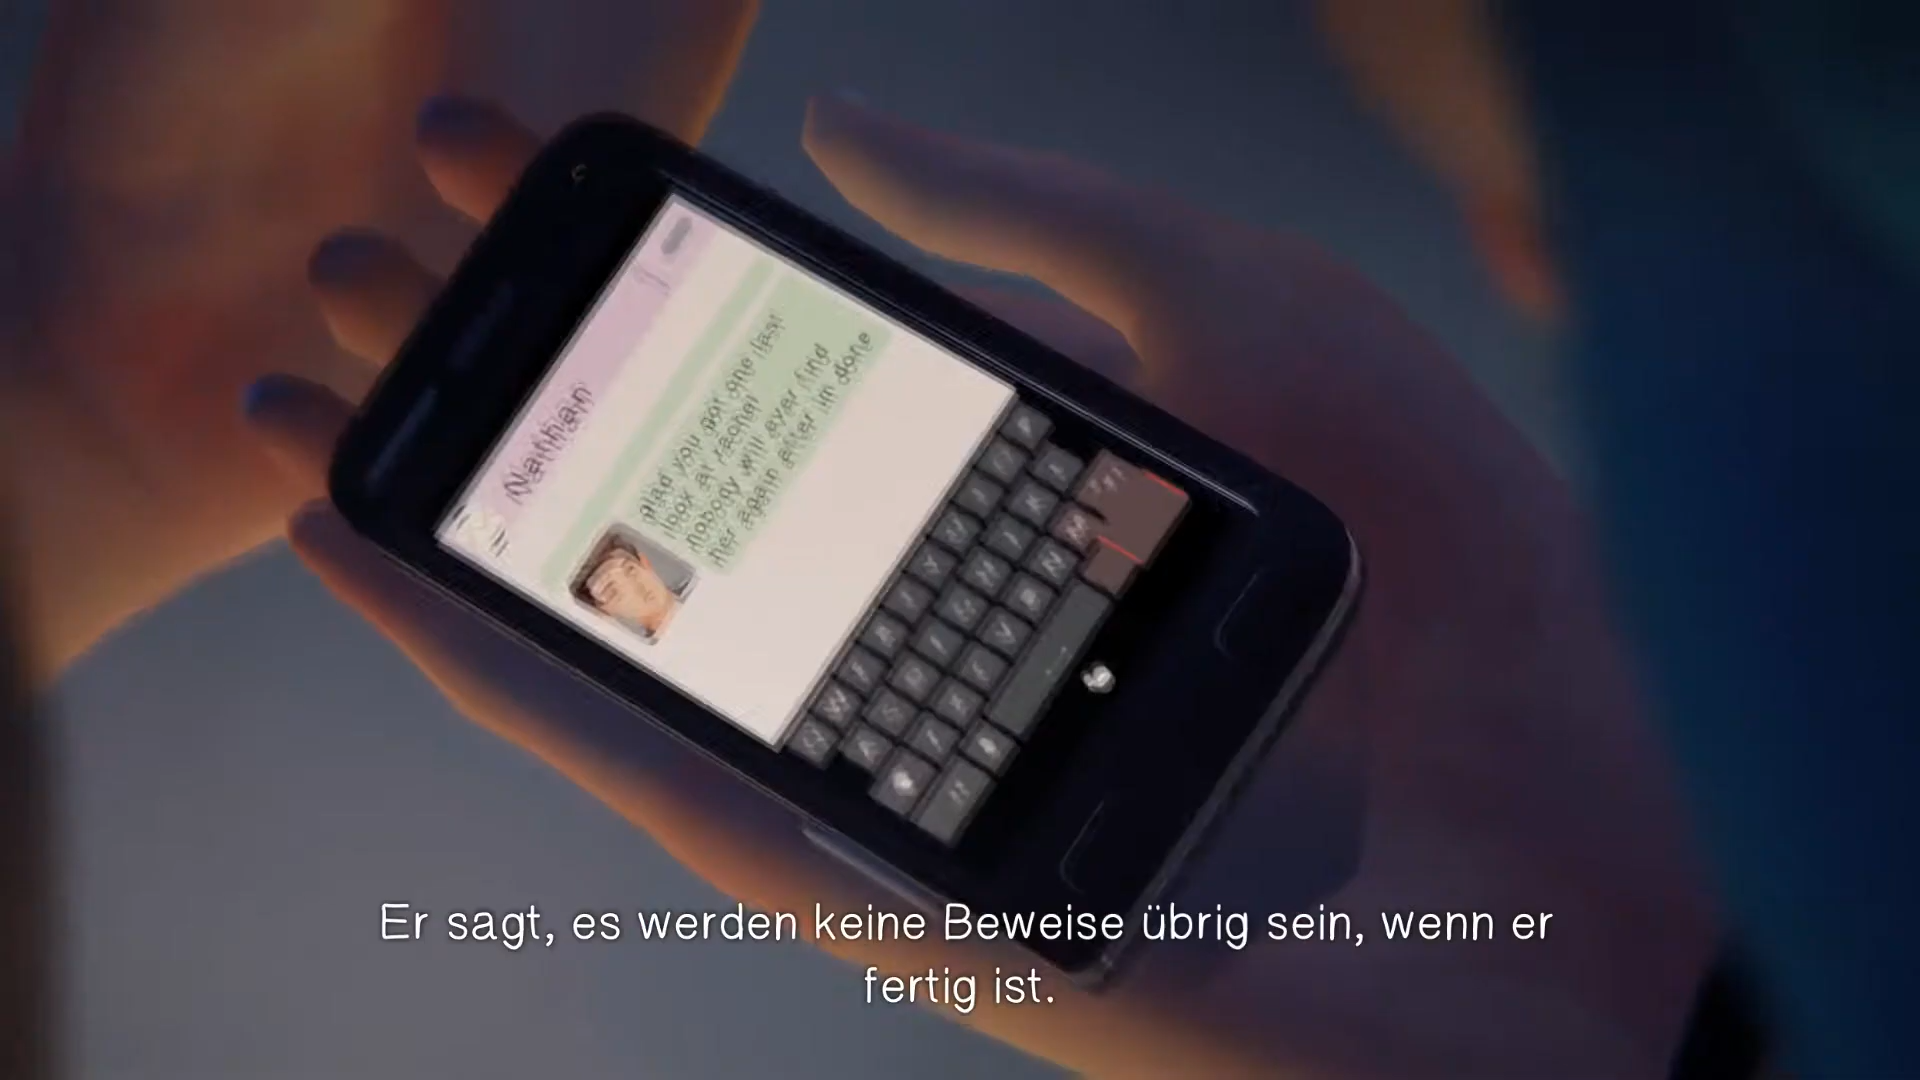 Nathan
glad you got one last
look at rachel
nobody will ever find
her again after im done
Er sagt, es werden keine Beweise übrig sein, wenn er
fertig ist.